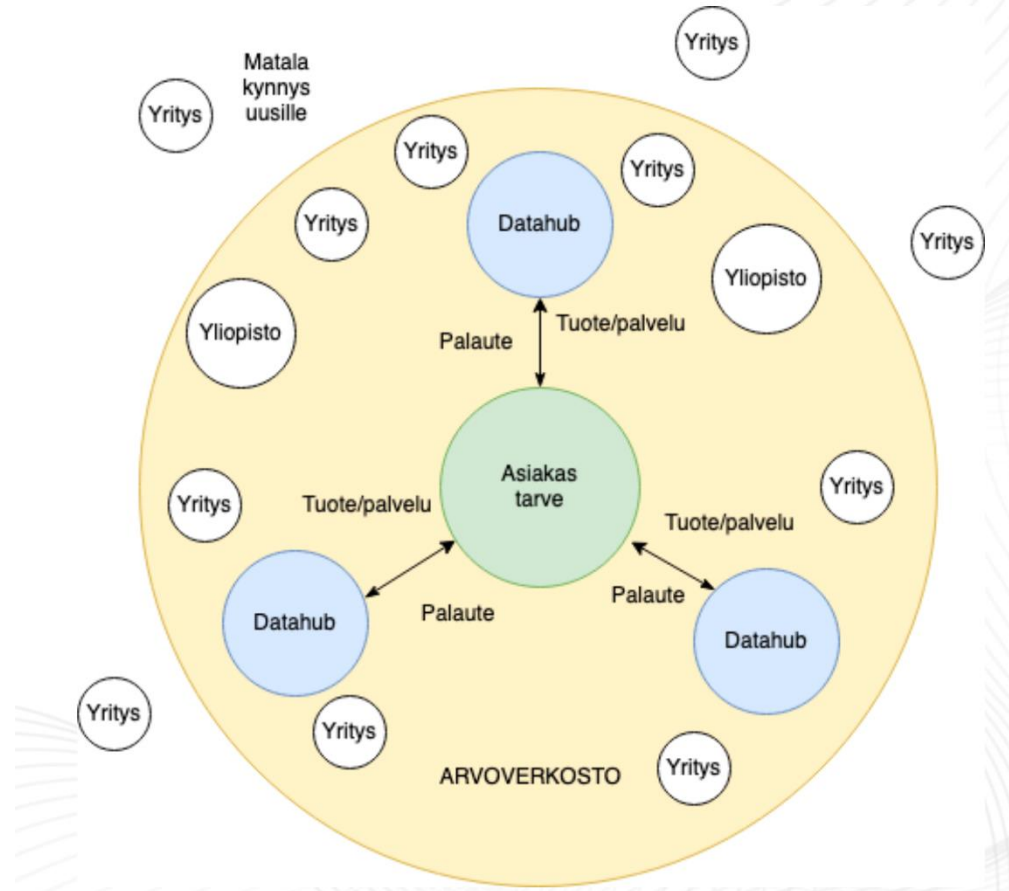 Yritys
Matala
kynnys
uusille
Yritys
Yritys
Yritys
Yritys
Datahub
Yritys
Yliopisto
Yliopisto
Palaute
Tuote/palvelu
Asiakas
tarve
Yritys
Yritys
Tuote/palvelu
Tuote/palvelu
Palaute
Palaute
Datahub
Datahub
Yritys
Yritys
Yritys
ARVOVERKOSTO